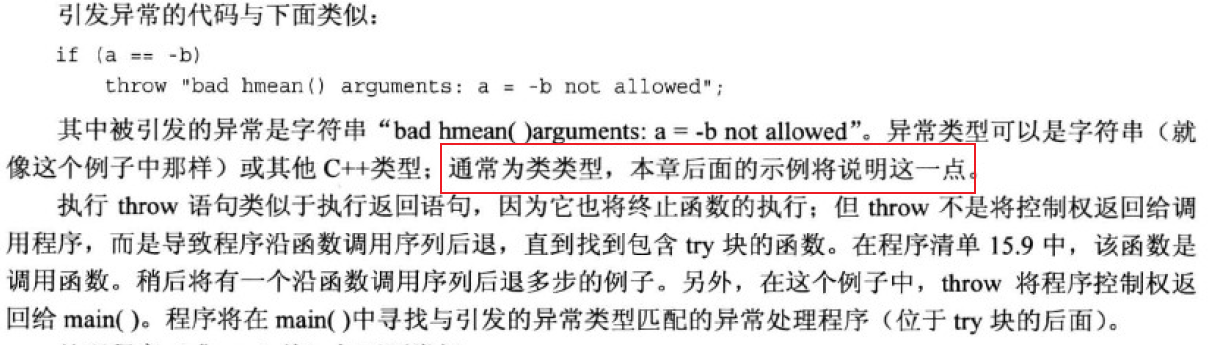 引发异常的代码与下面类似：
if (a == -b)
throw "bad hmean() arguments: a = -b not allowed";
其中被引发的异常是字符串“bad hmean( )arguments: a = -b not allowed”。异常类型可以是字符串（就
像这个例子中那样）或其他 C++类型；通常为类类型，本章后面的示例将说明这一点。
执行 throw 语句类似于执行返回语句，因为它也将终止函数的执行；但 throw 不是将控制权返回给调
用程序，而是导致程序沿函数调用序列后退，直到找到包含 try 块的函数。在程序清单 15.9 中，该函数是
调用函数。稍后将有一个沿函数调用序列后退多步的例子。另外，在这个例子中，throw 将程序控制权返
回给 main( )。程序将在 main( )中寻找与引发的异常类型匹配的异常处理程序（位于 try 块的后面）。